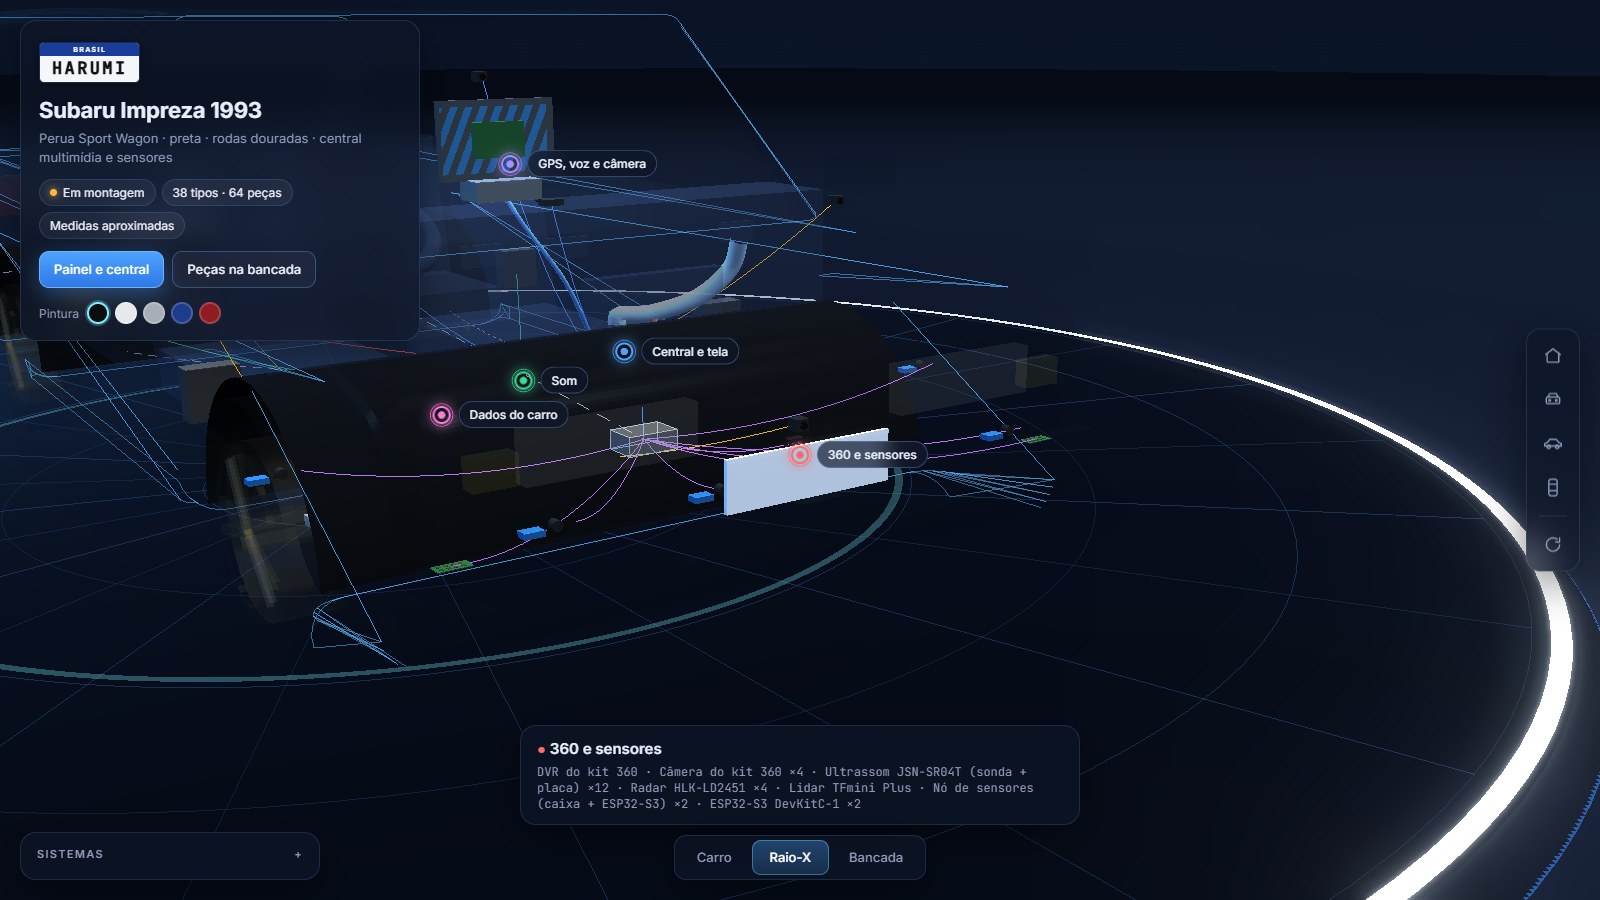 BRASIL
HARUMI
Subaru Impreza 1993
Perua Sport Wagon · preta · rodas douradas · central
multimídia e sensores
Em montagem
38 tipos · 64 peças
Medidas aproximadas
Painel e central
Peças na bancada
Pintura
GPS, voz e câmera
Central e tela
Som
Dados do carro
360 e sensores
360 e sensores
DVR do kit 360 · Câmera do kit 360 ×4 · Ultrassom JSN-SR04T (sonda +
placa) ×12 · Radar HLK-LD2451 ×4 · Lidar TFmini Plus · Nó de sensores
(caixa + ESP32-S3) ×2 · ESP32-S3 DevKitC-1 ×2
SISTEMAS +
Carro
Raio-X
Bancada